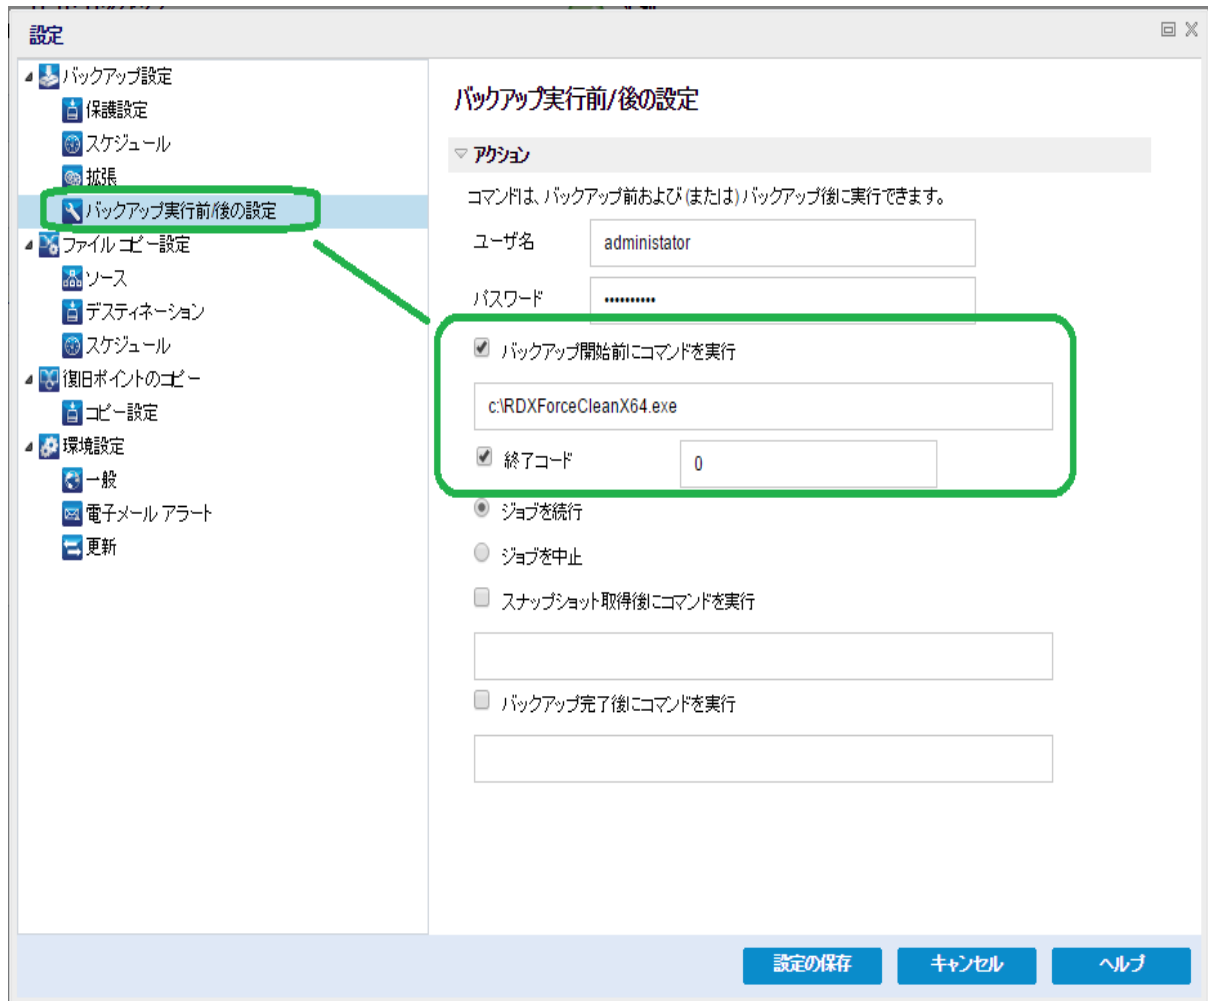 設定
バックアップ設定
保護設定
スケジュール
拡張
バックアップ実行前/後の設定
ファイル コピー設定
ソース
デスティネーション
スケジュール
復旧ポイントのコピー
コピー設定
環境設定
一般
電子メール アラート
更新
バックアップ実行前/後の設定
アクション
コマンドは、バックアップ前および(または)バックアップ後に実行できます。
ユーザ名 administator
パスワード ••••••••••
バックアップ開始前にコマンドを実行
c:\RDXForceCleanX64.exe
終了コード 0
ジョブを続行
ジョブを中止
スナップショット取得後にコマンドを実行
バックアップ完了後にコマンドを実行
設定の保存 キャンセル ヘルプ